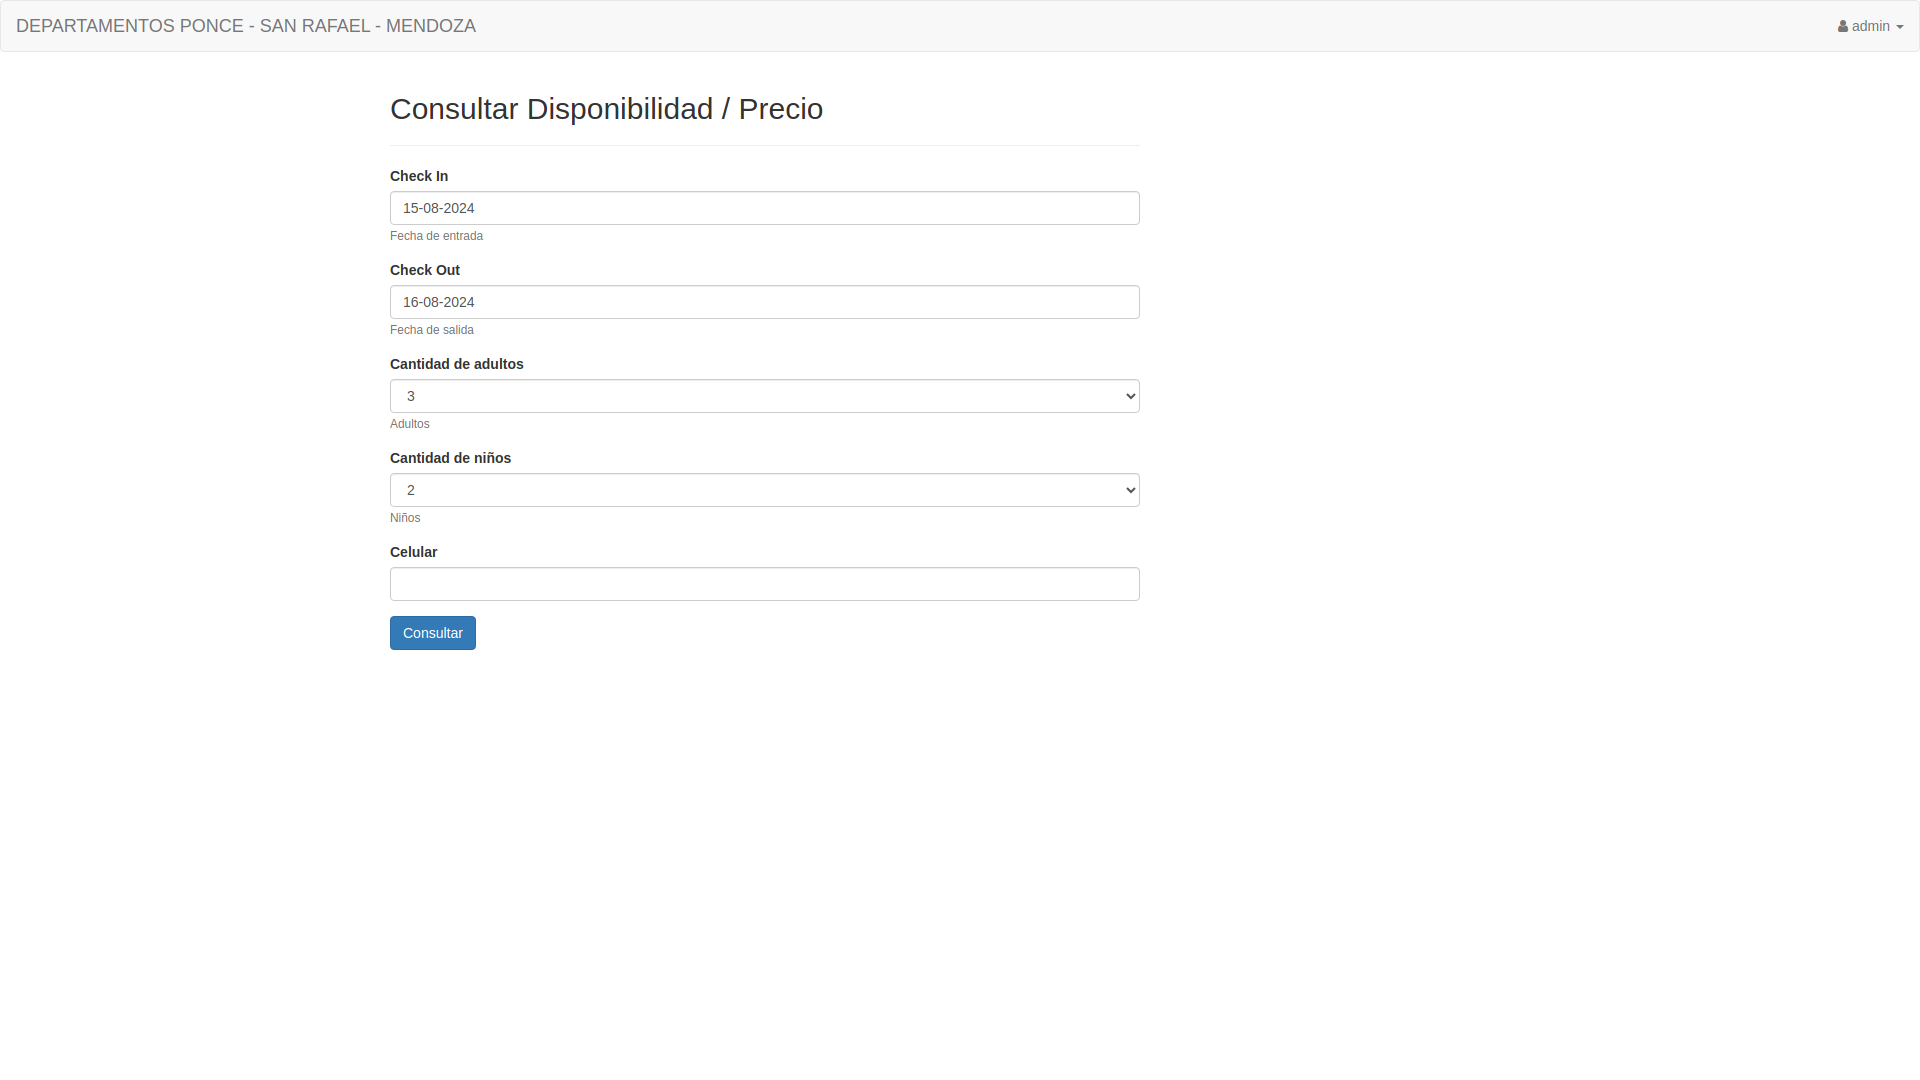 DEPARTAMENTOS PONCE - SAN RAFAEL - MENDOZA
admin
Consultar Disponibilidad / Precio
Check In
15-08-2024
Fecha de entrada
Check Out
16-08-2024
Fecha de salida
Cantidad de adultos
3
Adultos
Cantidad de niños
2
Niños
Celular
Consultar